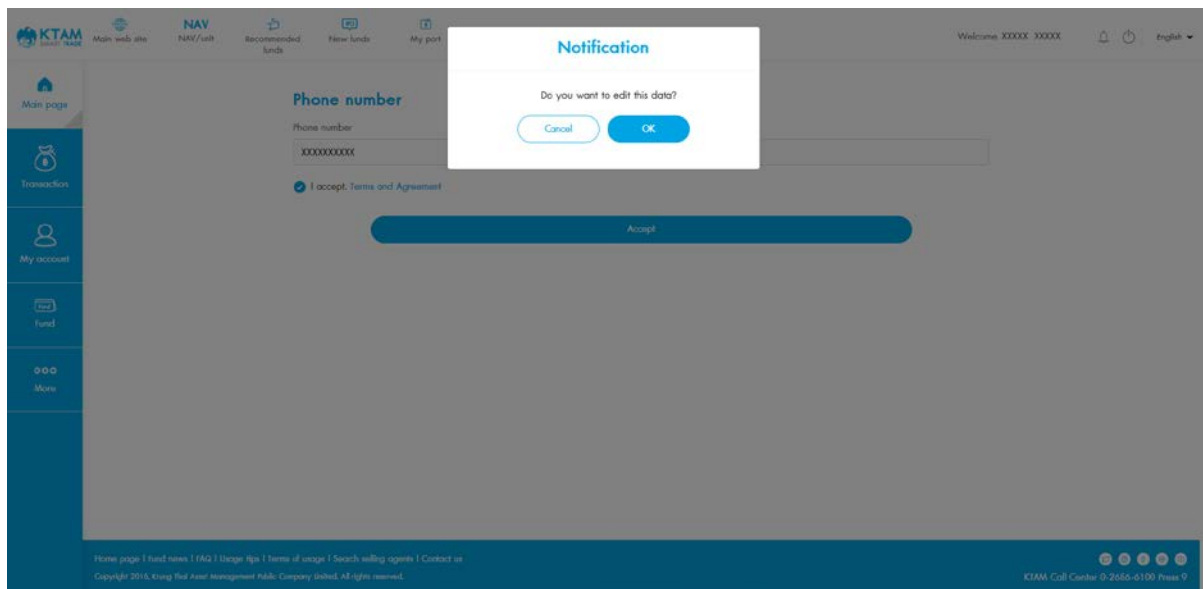 KTAM
SMART TRADE
Main web site
NAV
NAV/unit
Recommended
funds
New funds
My port
Welcome XXXXX XXXXX
English
Notification
Do you want to edit this data?
Cancel
OK
Main page
Transaction
My account
Fund
Fund
More
Phone number
Phone number
XXXXXXXXXX
I accept. Terms and Agreement
Accept
Home page | Fund news | FAQ | Usage tips | Terms of usage | Search selling agents | Contact us
Copyright 2016, Krung Thai Asset Management Public Company Limited. All rights reserved.
KTAM Call Center 0-2686-6100 Press 9